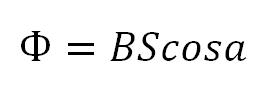 Φ = BScosa